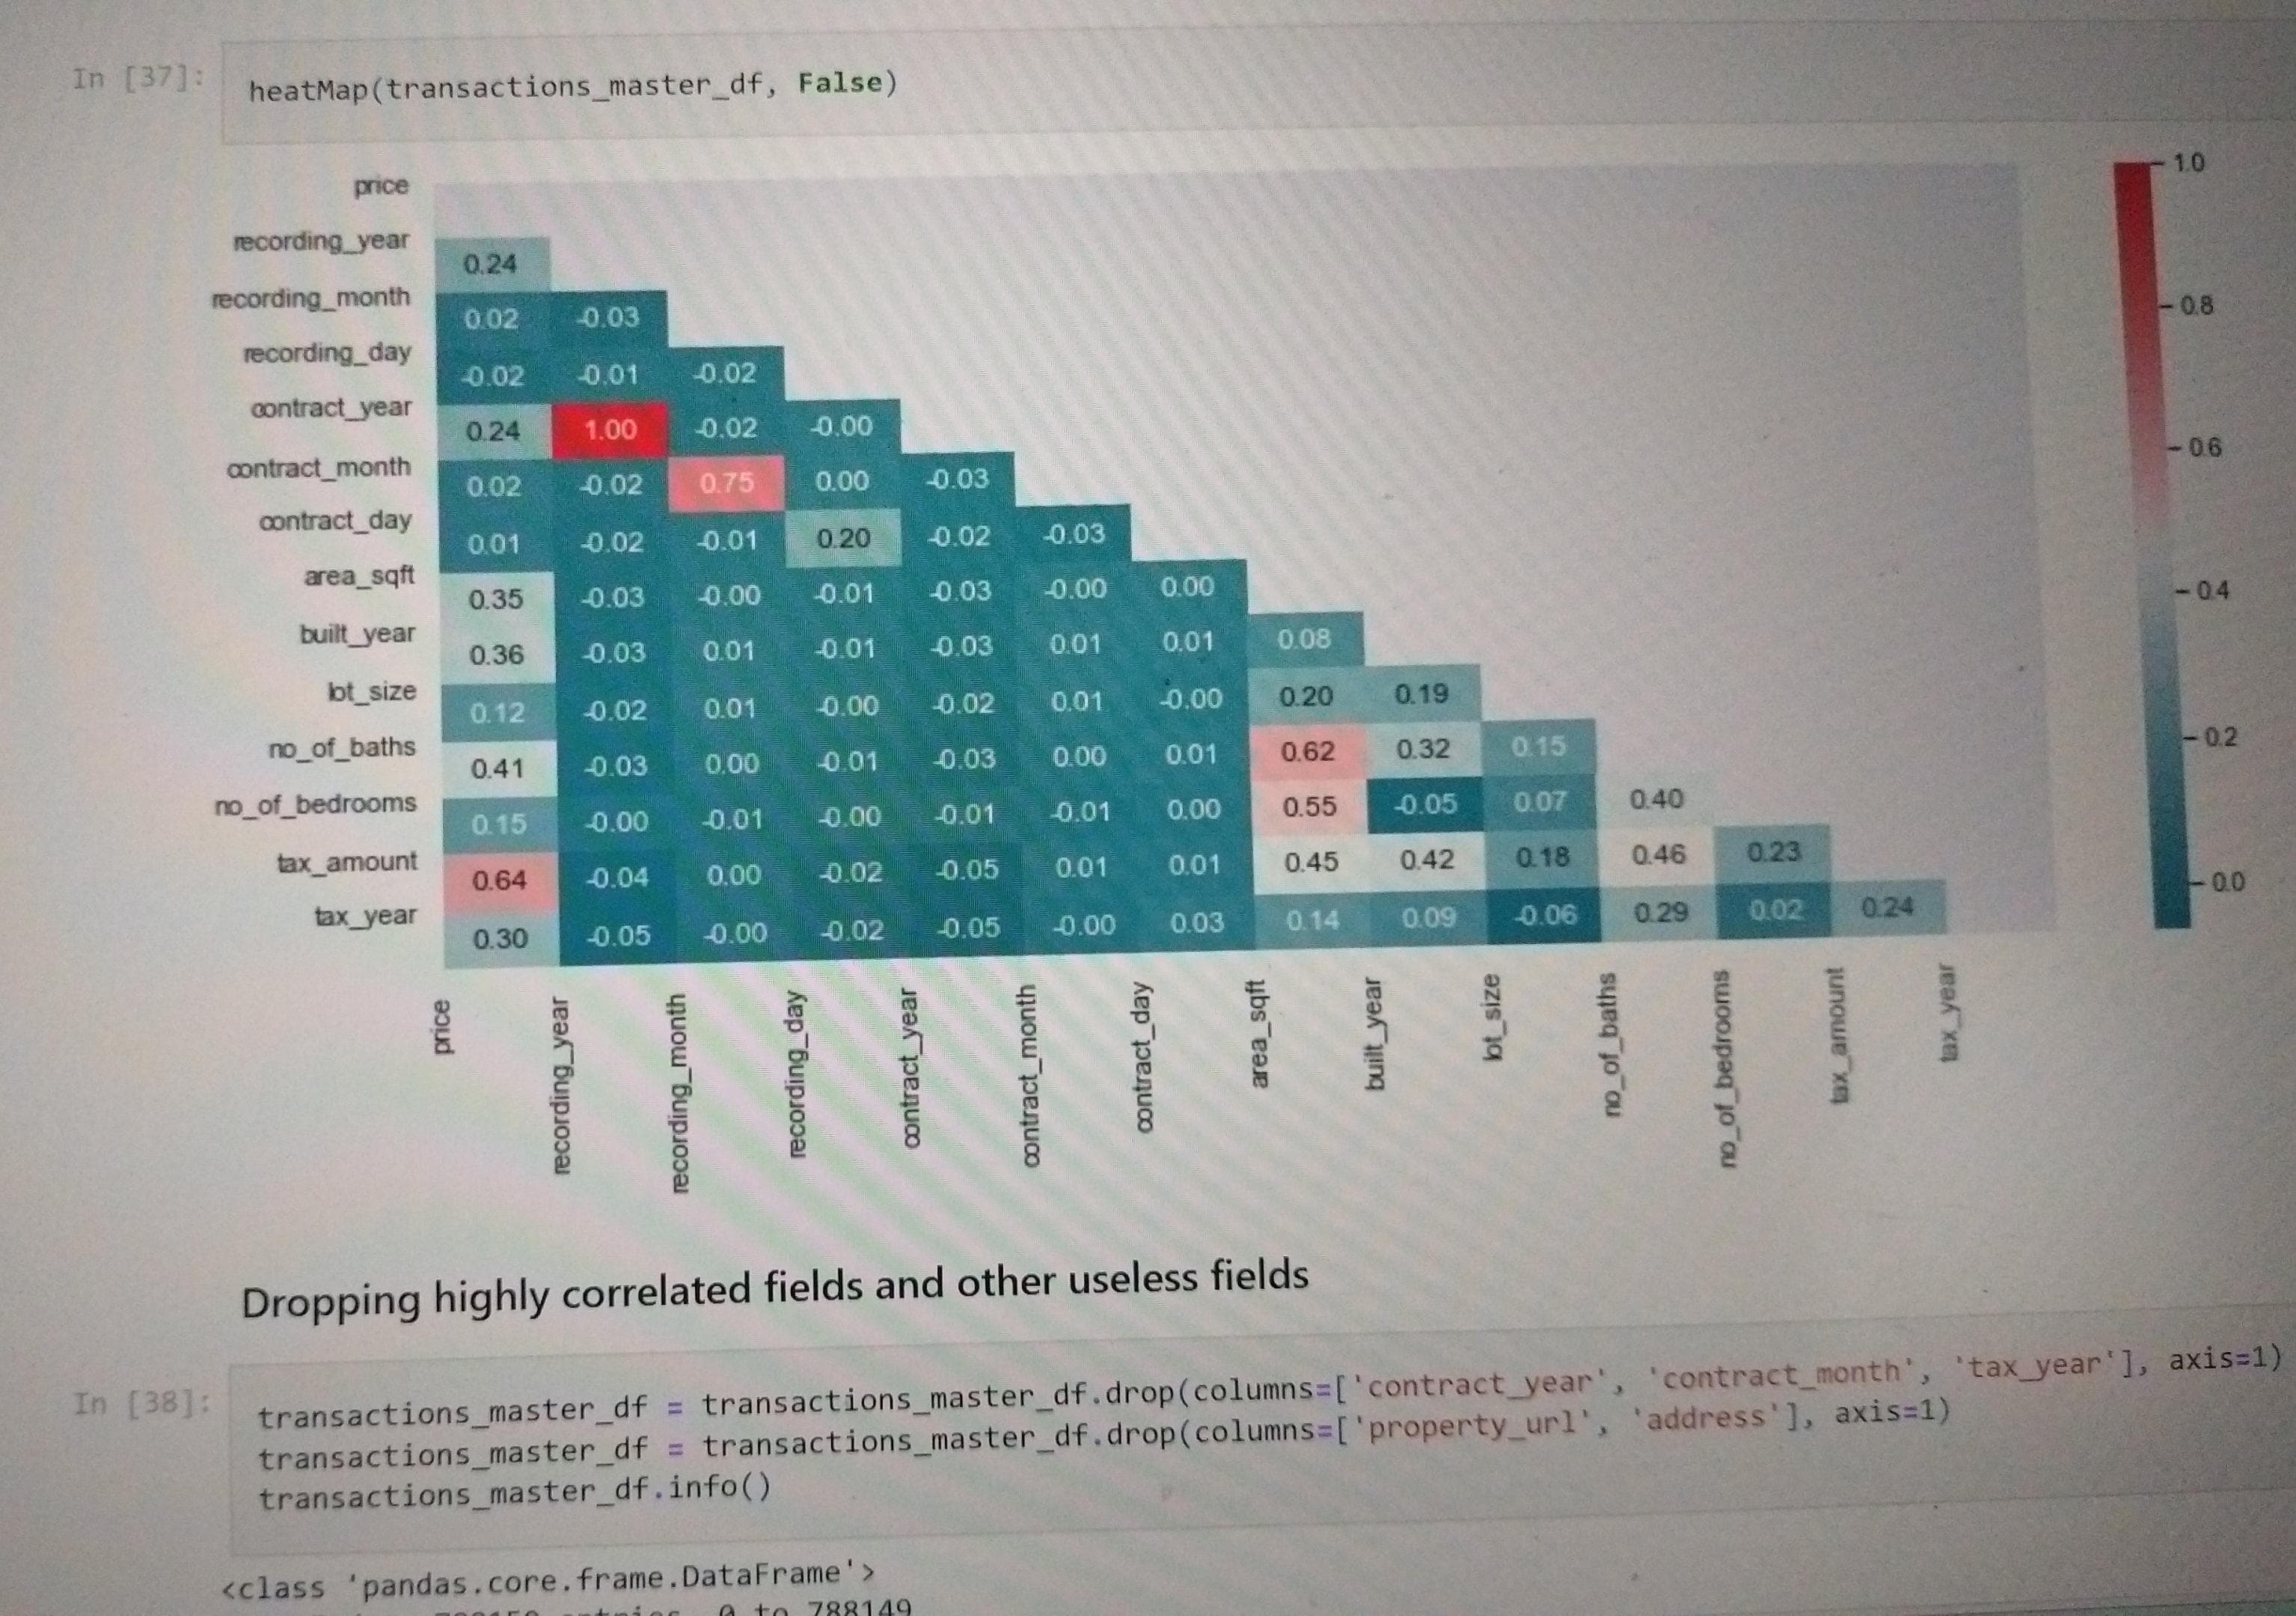 In [37]:
heatMap(transactions_master_df, False)
price
recording_year 0.24
recording_month 0.02 -0.03
recording_day -0.02 -0.01 -0.02
contract_year 0.24 1.00 -0.02 -0.00
contract_month 0.02 -0.02 0.75 0.00 -0.03
contract_day 0.01 -0.02 -0.01 0.20 -0.02 -0.03
area_sqft 0.35 -0.03 -0.00 -0.01 -0.03 -0.00 0.00
built_year 0.36 -0.03 0.01 -0.01 -0.03 0.01 0.01 0.08
lot_size 0.12 -0.02 0.01 -0.00 -0.02 0.01 -0.00 0.20 0.19
no_of_baths 0.41 -0.03 0.00 -0.01 -0.03 0.00 0.01 0.62 0.32 0.15
no_of_bedrooms 0.15 -0.00 -0.01 -0.00 -0.01 -0.01 0.00 0.55 -0.05 0.07 0.40
tax_amount 0.64 -0.04 0.00 -0.02 -0.05 0.01 0.01 0.45 0.42 0.18 0.46 0.23
tax_year 0.30 -0.05 -0.00 -0.02 -0.05 -0.00 0.03 0.14 0.09 -0.06 0.29 0.02 0.24
price recording_year recording_month recording_day contract_year contract_month contract_day area_sqft built_year lot_size no_of_baths no_of_bedrooms tax_amount tax_year
1.0
0.8
0.6
0.4
0.2
0.0
Dropping highly correlated fields and other useless fields
In [38]:
transactions_master_df = transactions_master_df.drop(columns=['contract_year', 'contract_month', 'tax_year'], axis=1)
transactions_master_df = transactions_master_df.drop(columns=['property_url', 'address'], axis=1)
transactions_master_df.info()
<class 'pandas.core.frame.DataFrame'>
entries, 0 to 788149